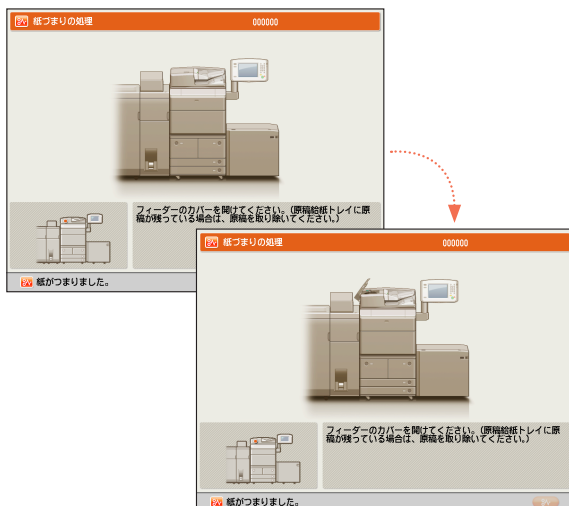 紙づまりの処理 000000
フィーダーのカバーを開けてください。(原稿給紙トレイに原
稿が残っている場合は、原稿を取り除いてください。)
紙がつまりました。
紙づまりの処理 000000
フィーダーのカバーを開けてください。(原稿給紙トレイに原
稿が残っている場合は、原稿を取り除いてください。)
紙がつまりました。